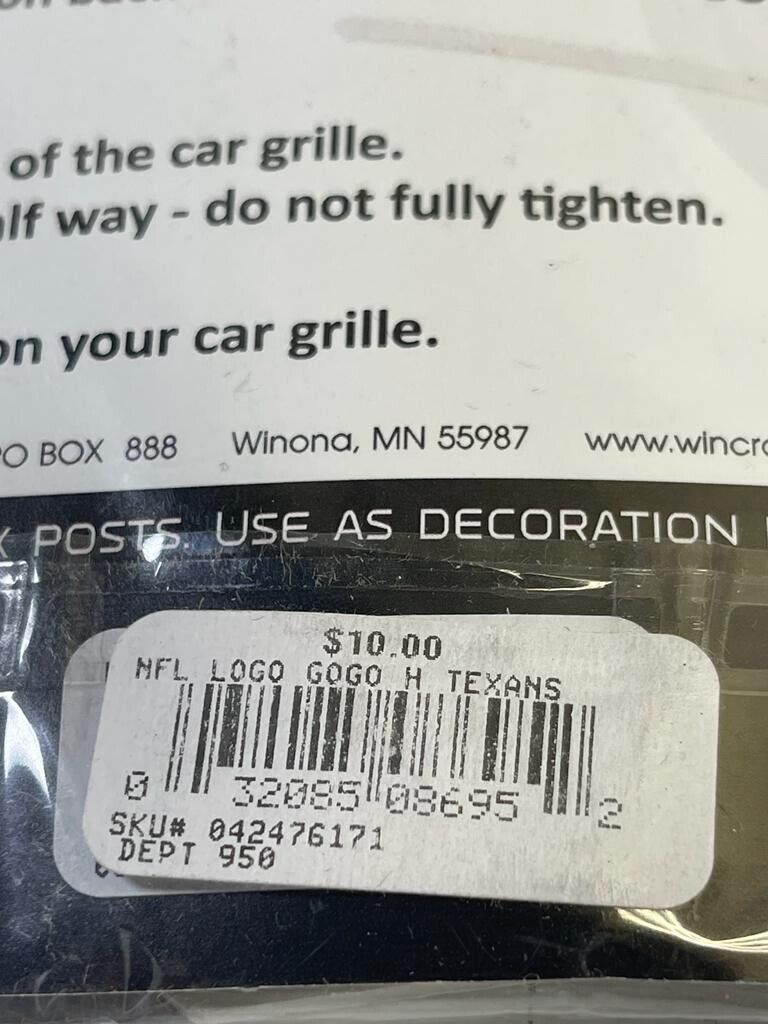 of the car grille.
lf way - do not fully tighten.
on your car grille.
PO BOX 888 Winona, MN 55987 www.wincr
POSTS. USE AS DECORATION
$10.00
NFL LOGO GOGO H TEXANS
0 32085 08695 2
SKU# 042476171
DEPT 950